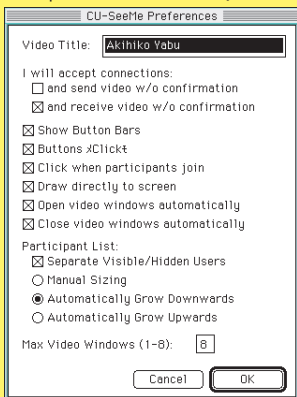 CU-SeeMe Preferences
Video Title: Akihiko Yabu
I will accept connections:
and send video w/o confirmation
and receive video w/o confirmation
Show Button Bars
Buttons
Click when participants join
Draw directly to screen
Open video windows automatically
Close video windows automatically
Participant List:
Separate Visible/Hidden Users
Manual Sizing
Automatically Grow Downwards
Automatically Grow Upwards
Max Video Windows (1-8): 8
Cancel OK